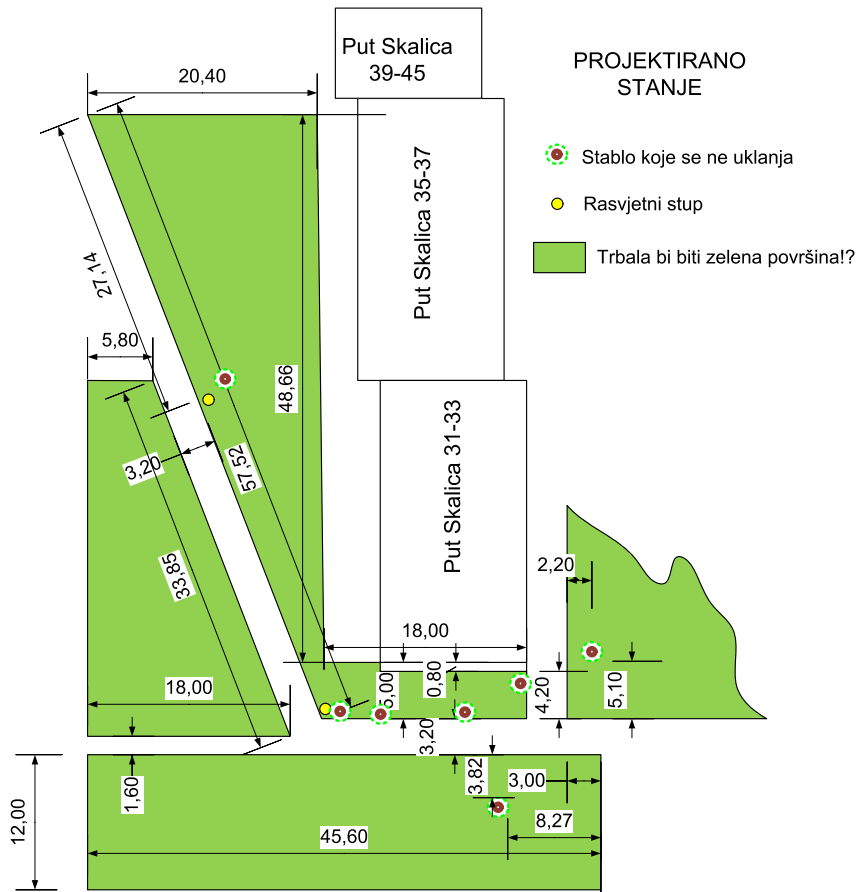 Put Skalica
39-45
PROJEKTIRANO
STANJE
20,40
Stablo koje se ne uklanja
Put Skalica 35-37
Rasvjetni stup
Trbala bi biti zelena površina!?
27,14
5,80
48,66
3,20
57,52
Put Skalica 31-33
33,85
2,20
18,00
18,00
5,00
0,80
4,20
5,10
3,20
1,60
3,82
3,00
12,00
8,27
45,60